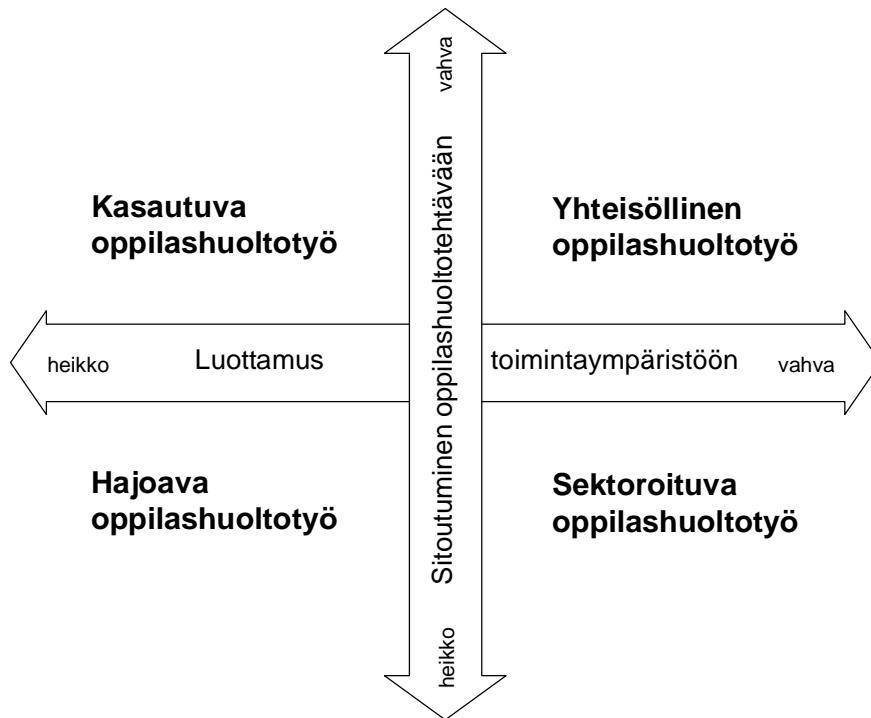 vahva
Sitoutuminen oppilashuoltotehtävään
heikko
Kasautuva
oppilashuoltotyö
Yhteisöllinen
oppilashuoltotyö
heikko Luottamus toimintaympäristöön vahva
Hajoava
oppilashuoltotyö
Sektoroituva
oppilashuoltotyö